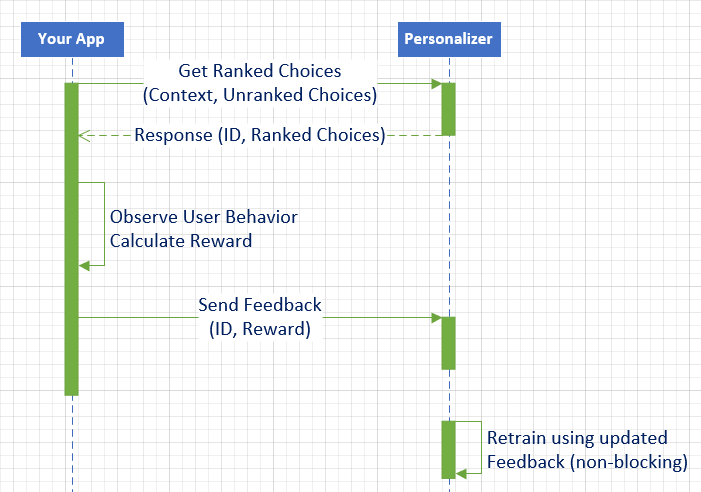 Your App
Personalizer
Get Ranked Choices
(Context, Unranked Choices)
Response (ID, Ranked Choices)
Observe User Behavior
Calculate Reward
Send Feedback
(ID, Reward)
Retrain using updated
Feedback (non-blocking)